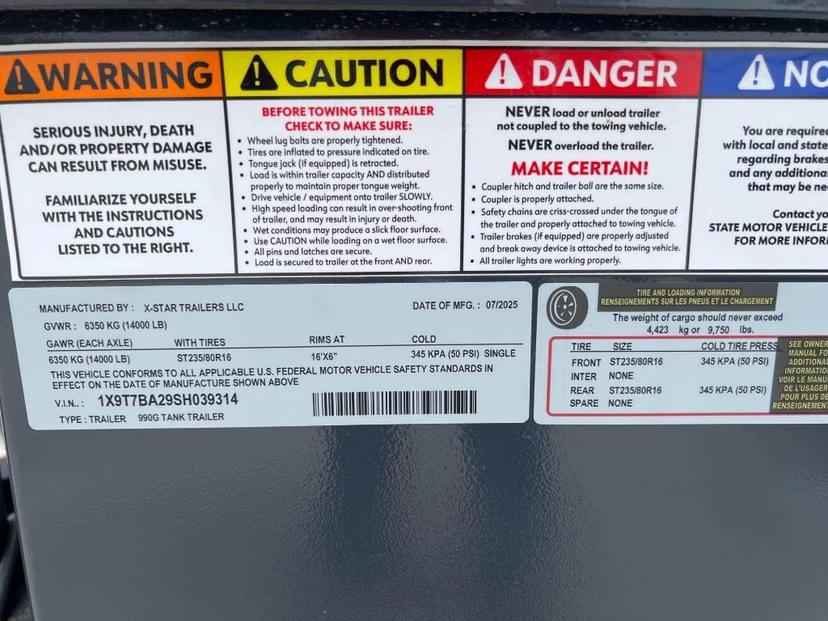 WARNING
SERIOUS INJURY, DEATH
AND/OR PROPERTY DAMAGE
CAN RESULT FROM MISUSE.
FAMILIARIZE YOURSELF
WITH THE INSTRUCTIONS
AND CAUTIONS
LISTED TO THE RIGHT.
CAUTION
BEFORE TOWING THIS TRAILER
CHECK TO MAKE SURE:
• Wheel lug bolts are properly tightened.
• Tires are inflated to pressure indicated on tire.
• Tongue jack (if equipped) is retracted.
• Load is within trailer capacity AND distributed
properly to maintain proper tongue weight.
• Drive vehicle / equipment onto trailer SLOWLY.
• High speed loading can result in over-shooting front
of trailer, and may result in injury or death.
• Wet conditions may produce a slick floor surface.
• Use CAUTION while loading on a wet floor surface.
• All pins and latches are secure.
• Load is secured to trailer at the front AND rear.
DANGER
NEVER load or unload trailer
not coupled to the towing vehicle.
NEVER overload the trailer.
MAKE CERTAIN!
• Coupler hitch and trailer ball are the same size.
• Coupler is properly attached.
• Safety chains are criss-crossed under the tongue of
the trailer and properly attached to towing vehicle.
• Trailer brakes (if equipped) are properly adjusted
and break away device is attached to towing vehicle.
• All trailer lights are working properly.
NO
You are require
with local and state
regarding brakes
and any additiona
that may be ne
Contact yo
STATE MOTOR VEHICLE
FOR MORE INFOR
MANUFACTURED BY : X-STAR TRAILERS LLC DATE OF MFG. : 07/2025
GVWR : 6350 KG (14000 LB)
GAWR (EACH AXLE) WITH TIRES RIMS AT COLD
6350 KG (14000 LB) ST235/80R16 16'X6" 345 KPA (50 PSI) SINGLE
THIS VEHICLE CONFORMS TO ALL APPLICABLE U.S. FEDERAL MOTOR VEHICLE SAFETY STANDARDS IN
EFFECT ON THE DATE OF MANUFACTURE SHOWN ABOVE
V.I.N.. : 1X9T7BA29SH039314
TYPE : TRAILER 990G TANK TRAILER
TIRE AND LOADING INFORMATION
RENSEIGNEMENTS SUR LES PNEUS ET LE CHARGEMENT
The weight of cargo should never exceed
4,423 kg or 9,750 lbs.
TIRE SIZE COLD TIRE PRESS
FRONT ST235/80R16 345 KPA (50 PSI)
INTER NONE
REAR ST235/80R16 345 KPA (50 PSI)
SPARE NONE
SEE OWNER
MANUAL FO
ADDITIONA
INFORMATIO
VOIR LE MANU
DE L'USAGER
POUR PLUS DE
RENSEIGNEMENT